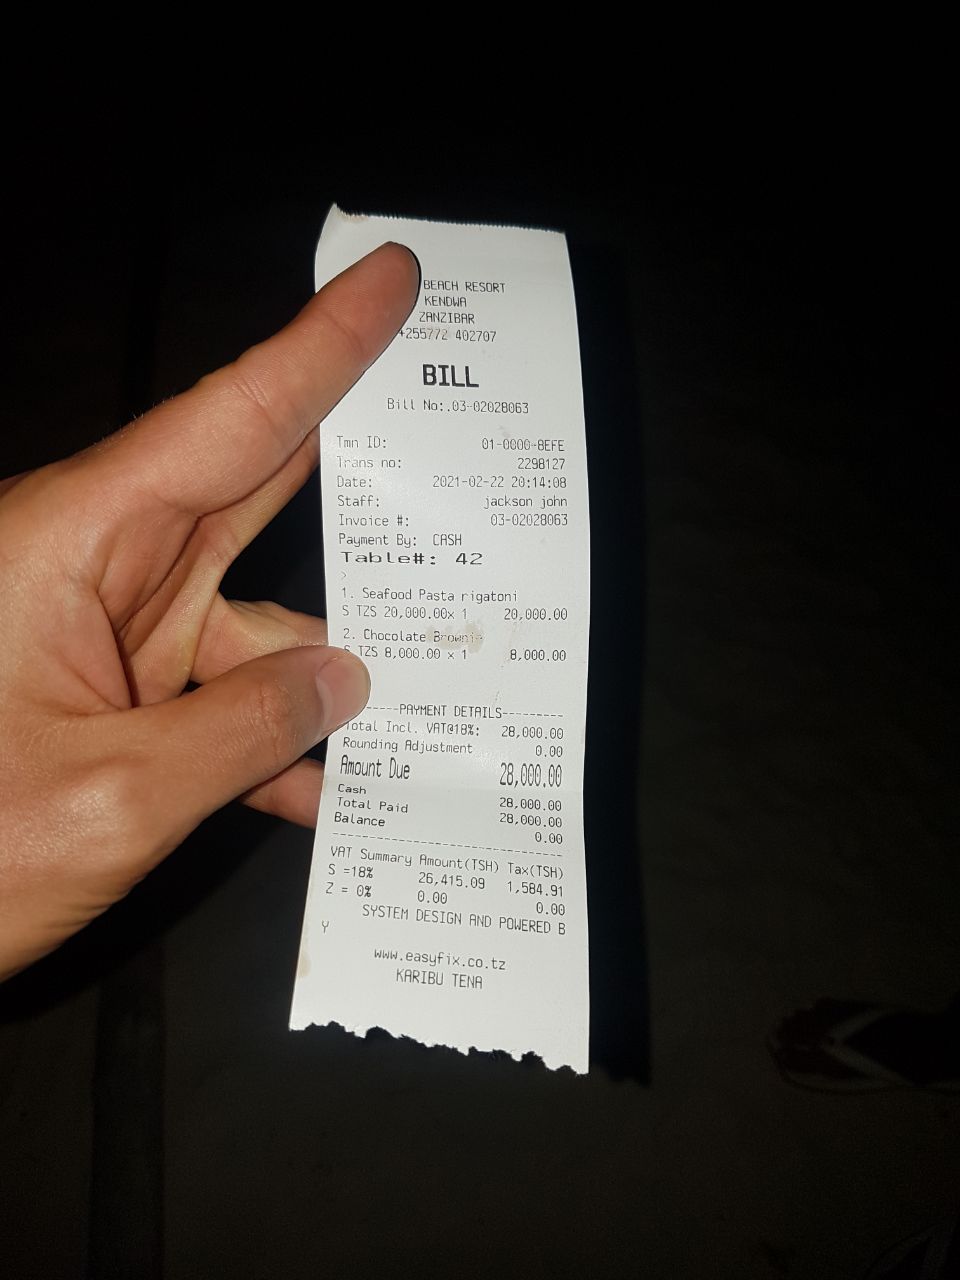 BEACH RESORT
KENDWA
ZANZIBAR
+255772 402707
BILL
Bill No:.03-02028063
Tmn ID: 01-0000-8EFE
Trans no: 2298127
Date: 2021-02-22 20:14:08
Staff: jackson john
Invoice #: 03-02028063
Payment By: CASH
Table#: 42
>
1. Seafood Pasta rigatoni
S TZS 20,000.00x 1 20,000.00
2. Chocolate Brownie
S TZS 8,000.00 x 1 8,000.00
-----PAYMENT DETAILS---------
Total Incl. VAT@18%: 28,000.00
Rounding Adjustment 0.00
Amount Due 28,000.00
Cash 28,000.00
Total Paid 28,000.00
Balance 0.00
--------------------------------
VAT Summary Amount(TSH) Tax(TSH)
S =18% 26,415.09 1,584.91
Z = 0% 0.00 0.00
SYSTEM DESIGN AND POWERED B
Y
www.easyfix.co.tz
KARIBU TENA